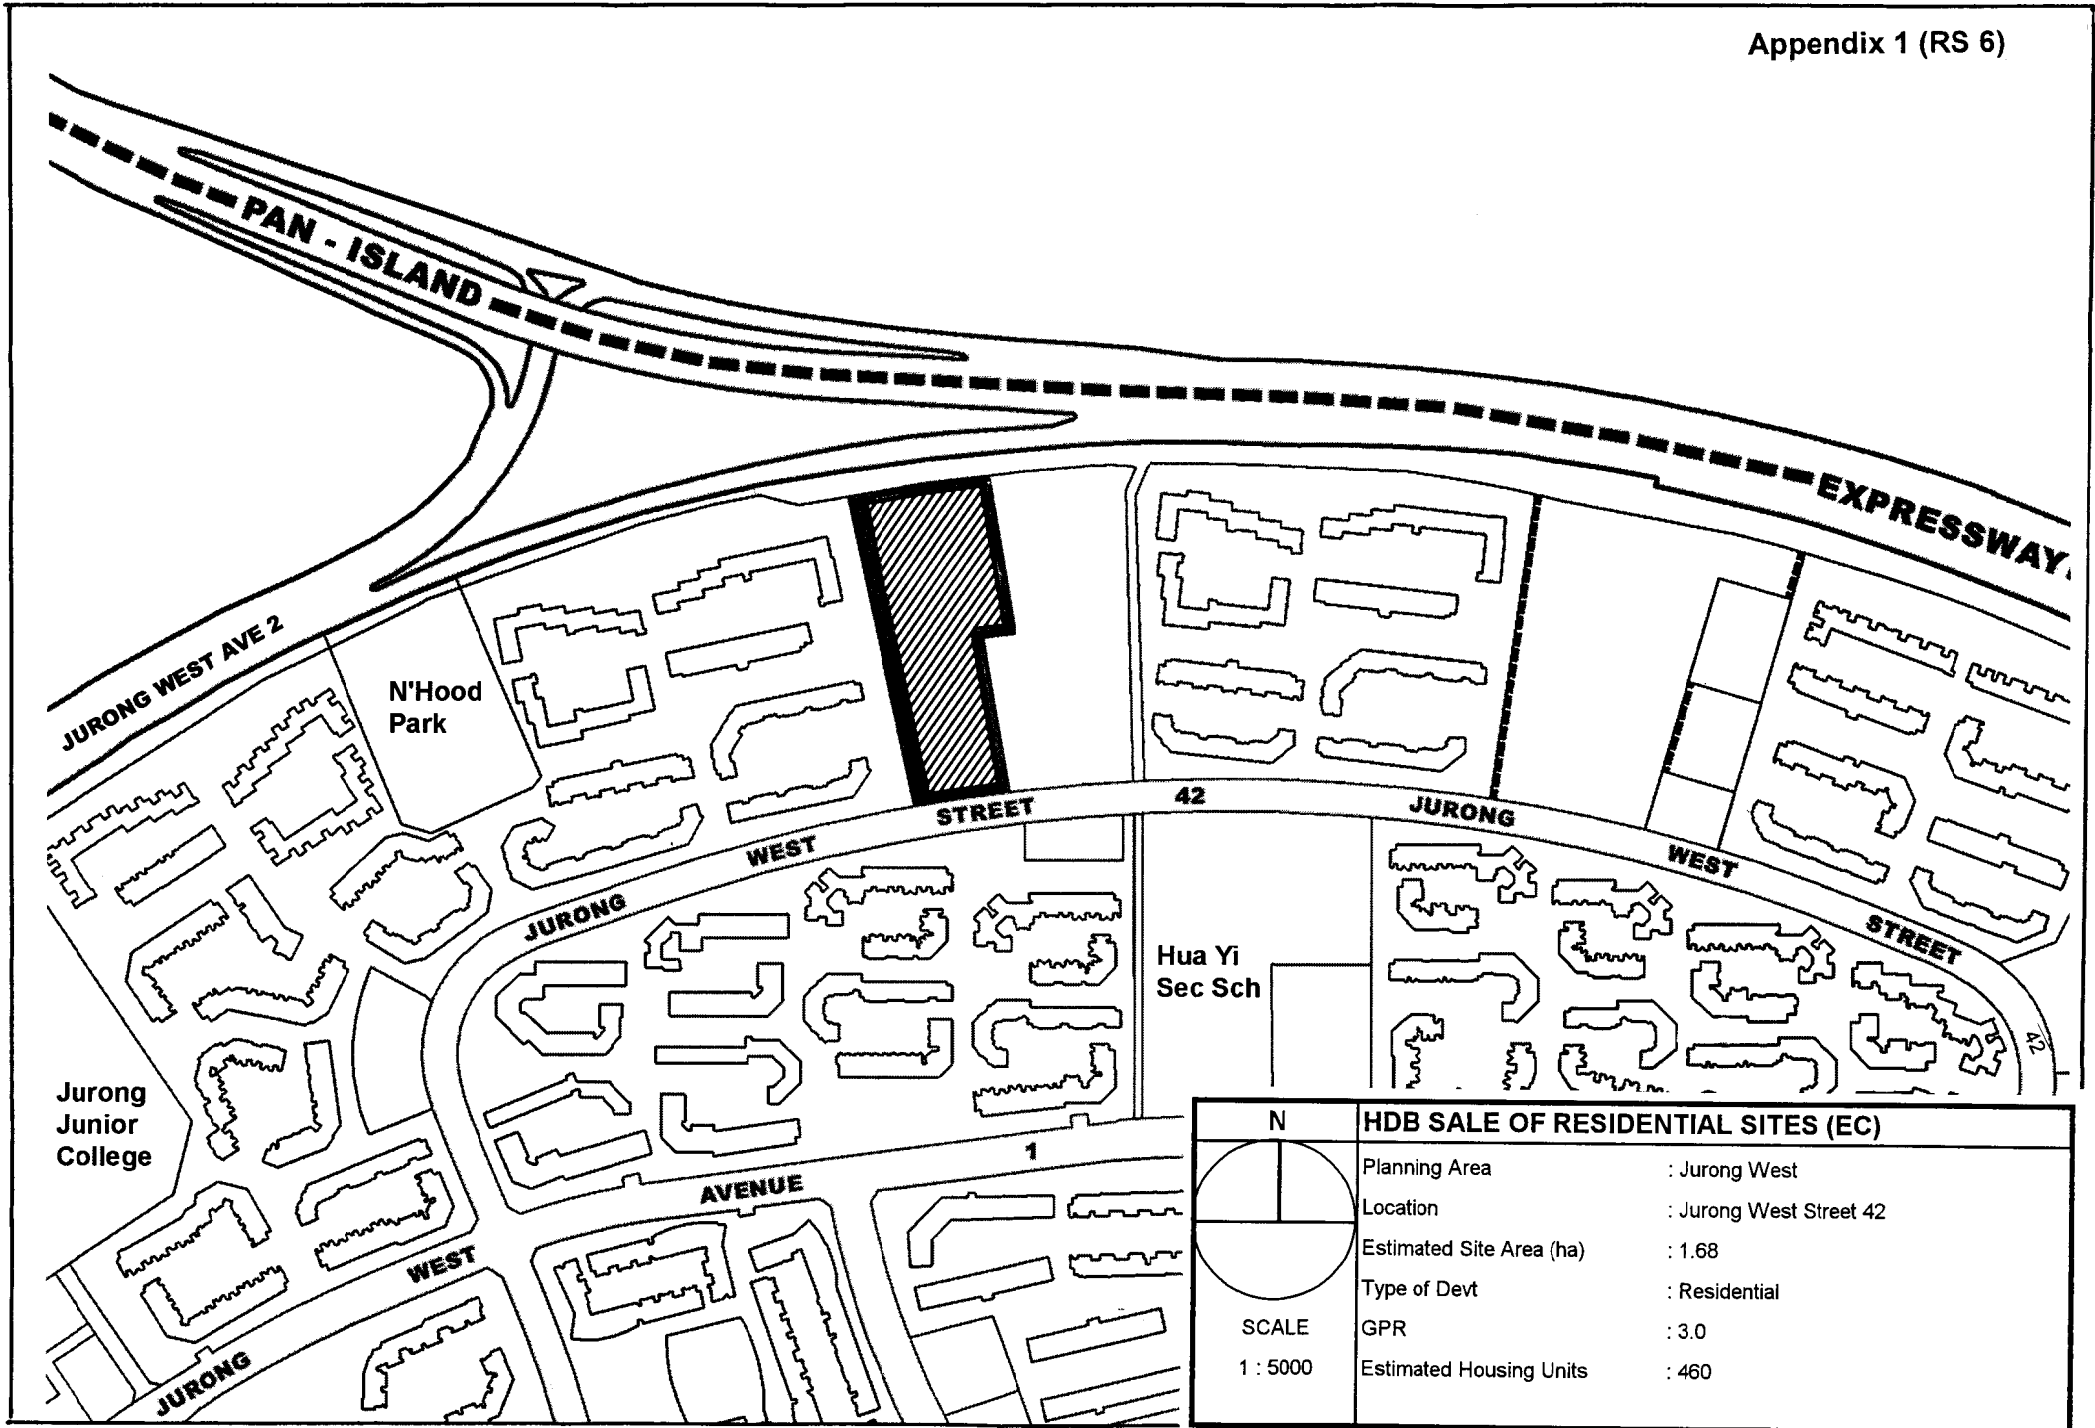 Appendix 1 (RS 6)
PAN - ISLAND
EXPRESSWAY
JURONG WEST AVE 2
N'Hood
Park
STREET
42
JURONG
WEST
WEST
JURONG
STREET
42
Hua Yi
Sec Sch
Jurong
Junior
College
1
AVENUE
WEST
JURONG
N
SCALE
1 : 5000
HDB SALE OF RESIDENTIAL SITES (EC)
Planning Area : Jurong West
Location : Jurong West Street 42
Estimated Site Area (ha) : 1.68
Type of Devt : Residential
GPR : 3.0
Estimated Housing Units : 460